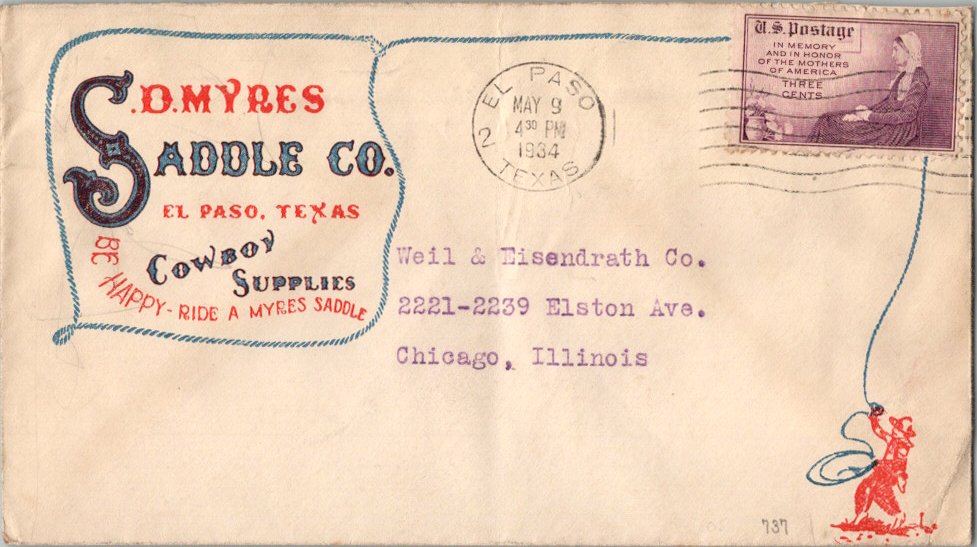 S.D. MYRES
SADDLE CO.
EL PASO, TEXAS
COWBOY
SUPPLIES
BE HAPPY - RIDE A MYRES SADDLE
EL PASO
MAY 9
4 30 PM
1934
2 TEXAS
U.S. Postage
IN MEMORY
AND IN HONOR
OF THE MOTHERS
OF AMERICA
THREE
CENTS
Weil & Eisendrath Co.
2221-2239 Elston Ave.
Chicago, Illinois
737